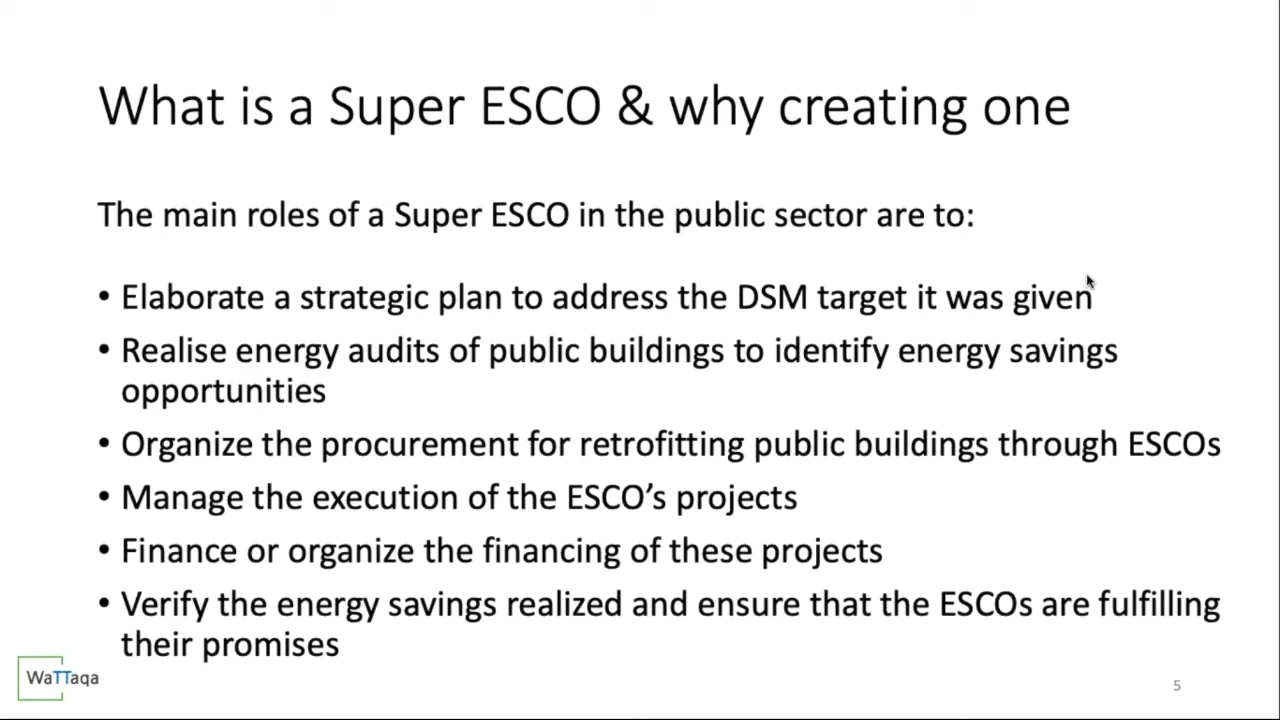 What is a Super ESCO & why creating one
The main roles of a Super ESCO in the public sector are to:
• Elaborate a strategic plan to address the DSM target it was given
• Realise energy audits of public buildings to identify energy savings
opportunities
• Organize the procurement for retrofitting public buildings through ESCOs
• Manage the execution of the ESCO’s projects
• Finance or organize the financing of these projects
• Verify the energy savings realized and ensure that the ESCOs are fulfilling
their promises
WaTTaqa
5